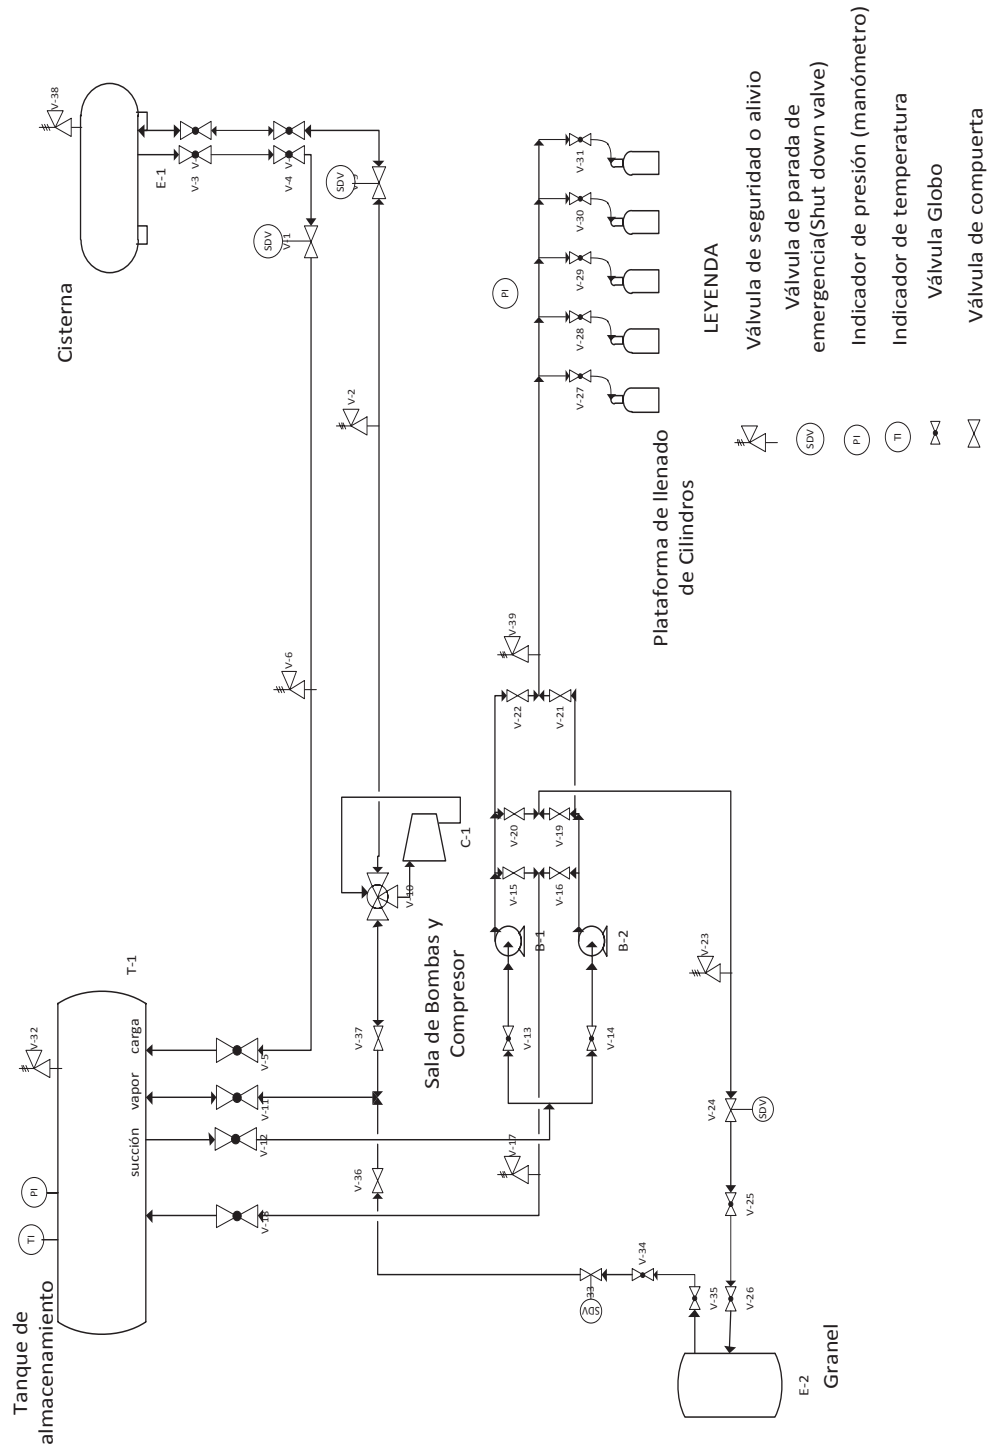 Tanque de
almacenamiento
TI
PI
V-32
T-1
succión
vapor
carga
V-18
V-12
V-11
V-5
V-6
Cisterna
V-38
E-1
V-3
V-4
SDV
V-1
SDV
V-2
V-36
V-37
V-10
C-1
Sala de Bombas y
Compresor
V-17
V-13
V-14
B-1
B-2
V-15
V-16
V-20
V-19
V-22
V-21
V-39
PI
V-27
V-28
V-29
V-30
V-31
Plataforma de llenado
de Cilindros
V-23
V-24
SDV
V-25
V-26
V-34
V-35
SDV
33
E-2
Granel
LEYENDA
Válvula de seguridad o alivio
SDV
Válvula de parada de
emergencia(Shut down valve)
PI
Indicador de presión (manómetro)
TI
Indicador de temperatura
Válvula Globo
Válvula de compuerta